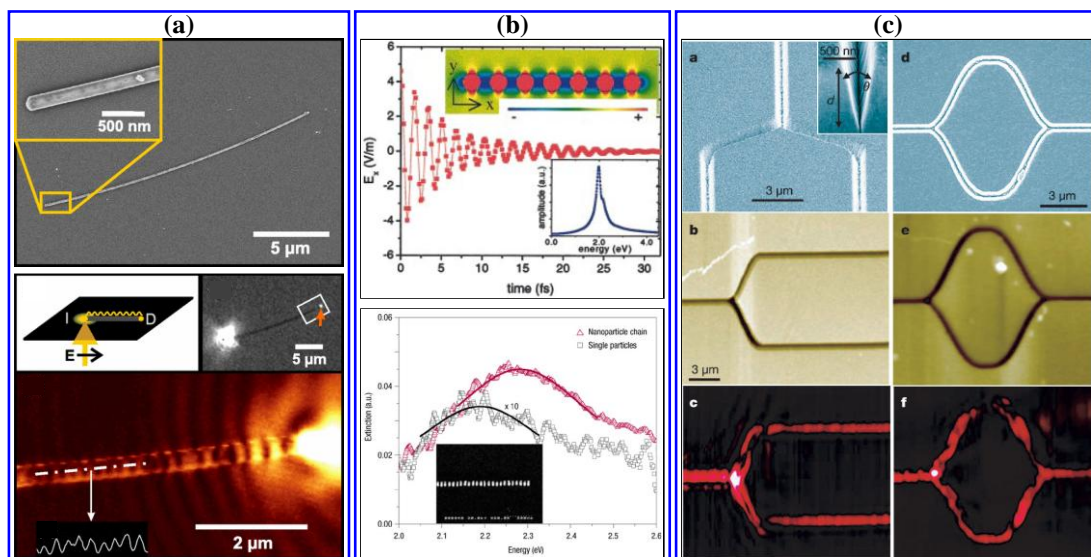 (a)
500 nm
5 µm
I
D
E
5 µm
2 µm
(b)
y
x
-
+
E_x (V/m)
6
4
2
0
-2
-4
-6
0
5
10
15
20
25
30
time (fs)
amplitude (a.u.)
0.0
2.0
4.0
energy (eV)
Nanoparticle chain
Single particles
x 10
Extinction (a.u.)
0.06
0.04
0.02
0.00
2.0
2.1
2.2
2.3
2.4
2.5
2.6
Energy (eV)
(c)
a
500 nm
d
θ
3 µm
d
3 µm
b
3 µm
e
c
f